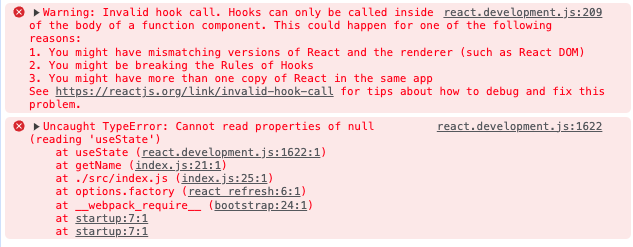 Warning: Invalid hook call. Hooks can only be called inside react.development.js:209
of the body of a function component. This could happen for one of the following
reasons:
1. You might have mismatching versions of React and the renderer (such as React DOM)
2. You might be breaking the Rules of Hooks
3. You might have more than one copy of React in the same app
See https://reactjs.org/link/invalid-hook-call for tips about how to debug and fix this
problem.
Uncaught TypeError: Cannot read properties of null react.development.js:1622
(reading 'useState')
at useState (react.development.js:1622:1)
at getName (index.js:21:1)
at ./src/index.js (index.js:25:1)
at options.factory (react refresh:6:1)
at __webpack_require__ (bootstrap:24:1)
at startup:7:1
at startup:7:1